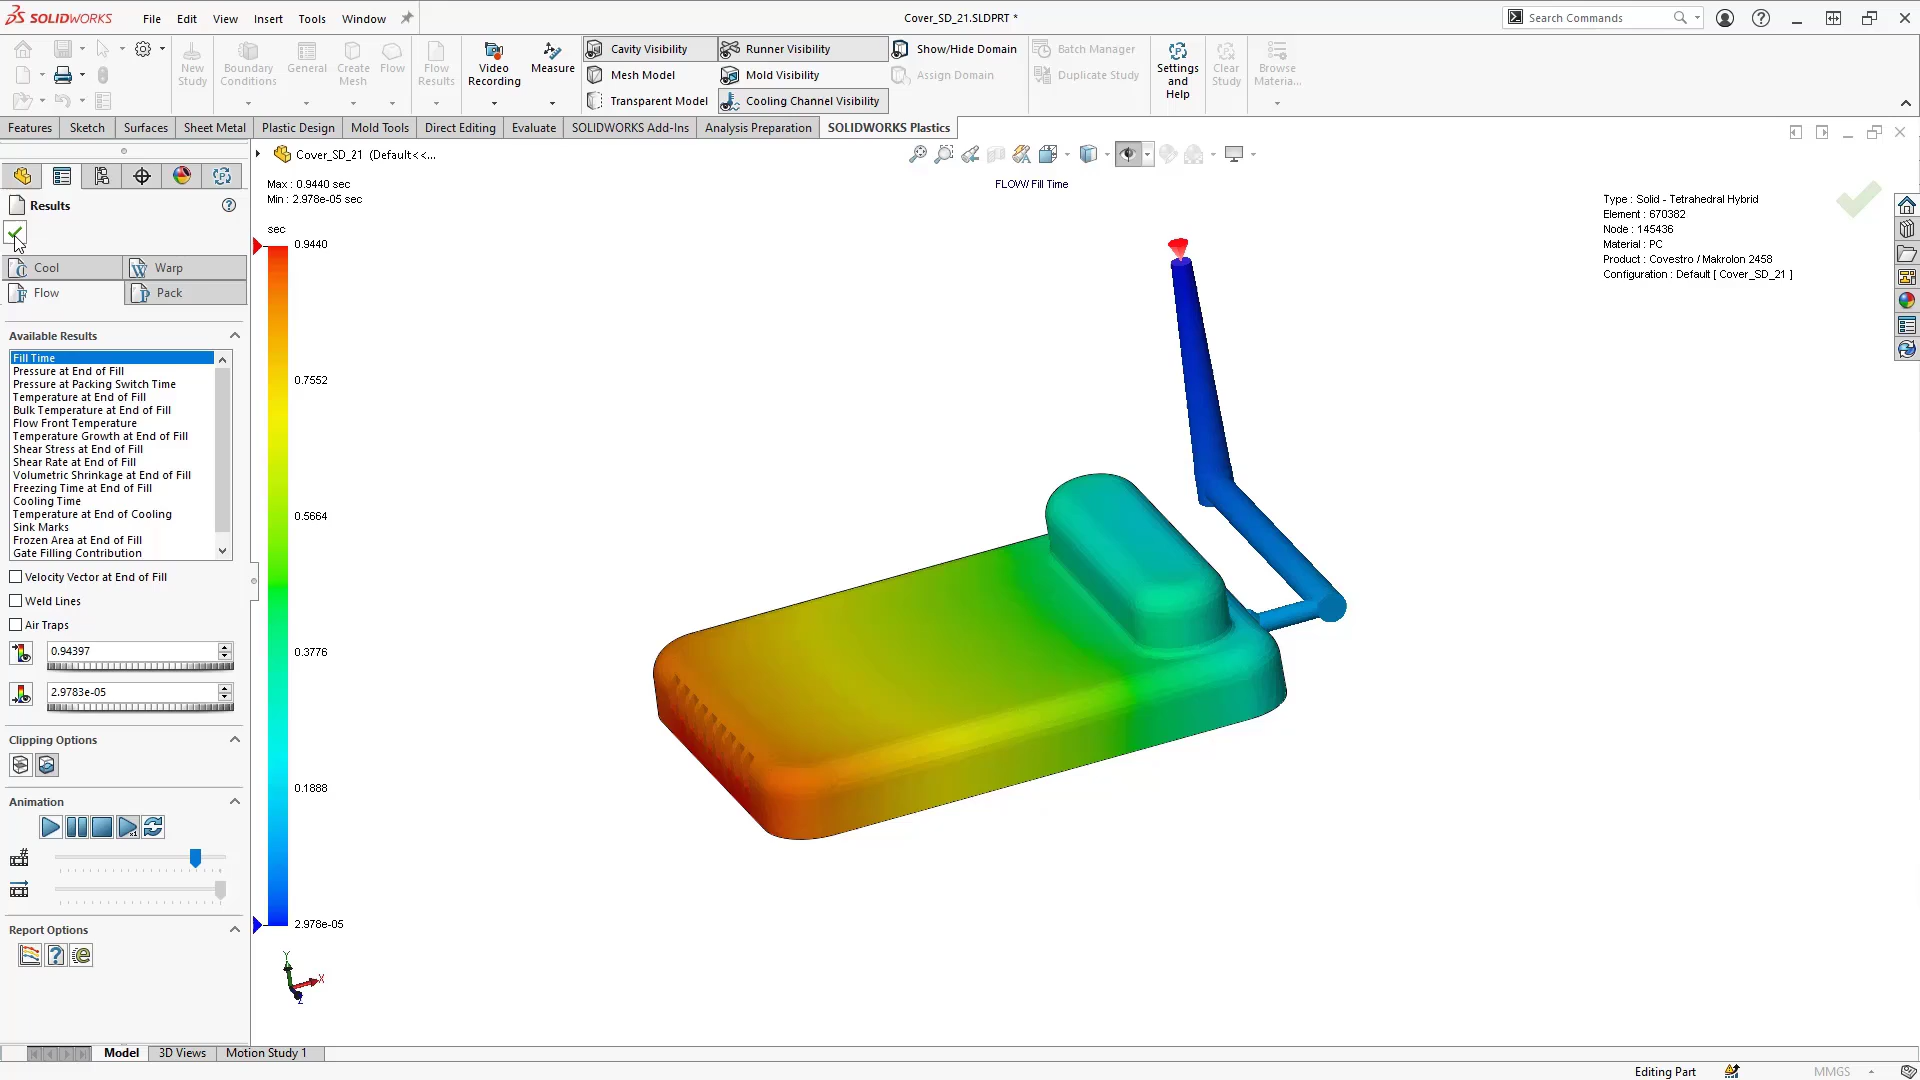 SOLIDWORKS File Edit View Insert Tools Window Cover_SD_21.SLDPRT * Search Commands
New Study
Boundary Conditions
General
Create Mesh
Flow
Flow Results
Video Recording
Measure
Cavity Visibility
Mesh Model
Transparent Model
Runner Visibility
Mold Visibility
Cooling Channel Visibility
Show/Hide Domain
Assign Domain
Batch Manager
Duplicate Study
Settings and Help
Clear Study
Browse Materia...
Features Sketch Surfaces Sheet Metal Plastic Design Mold Tools Direct Editing Evaluate SOLIDWORKS Add-Ins Analysis Preparation SOLIDWORKS Plastics
Cover_SD_21 (Default<<...
Results
Cool Warp
Flow Pack
Available Results
Fill Time
Pressure at End of Fill
Pressure at Packing Switch Time
Temperature at End of Fill
Bulk Temperature at End of Fill
Flow Front Temperature
Temperature Growth at End of Fill
Shear Stress at End of Fill
Shear Rate at End of Fill
Volumetric Shrinkage at End of Fill
Freezing Time at End of Fill
Cooling Time
Temperature at End of Cooling
Sink Marks
Frozen Area at End of Fill
Gate Filling Contribution
Velocity Vector at End of Fill
Weld Lines
Air Traps
0.94397
2.9783e-05
Clipping Options
Animation
Report Options
Max : 0.9440 sec
Min : 2.978e-05 sec
sec
0.9440
0.7552
0.5664
0.3776
0.1888
2.978e-05
Y
X
Z
FLOW/ Fill Time
Type : Solid - Tetrahedral Hybrid
Element : 670382
Node : 145436
Material : PC
Product : Covestro / Makrolon 2458
Configuration : Default [ Cover_SD_21 ]
Model 3D Views Motion Study 1
Editing Part MMGS